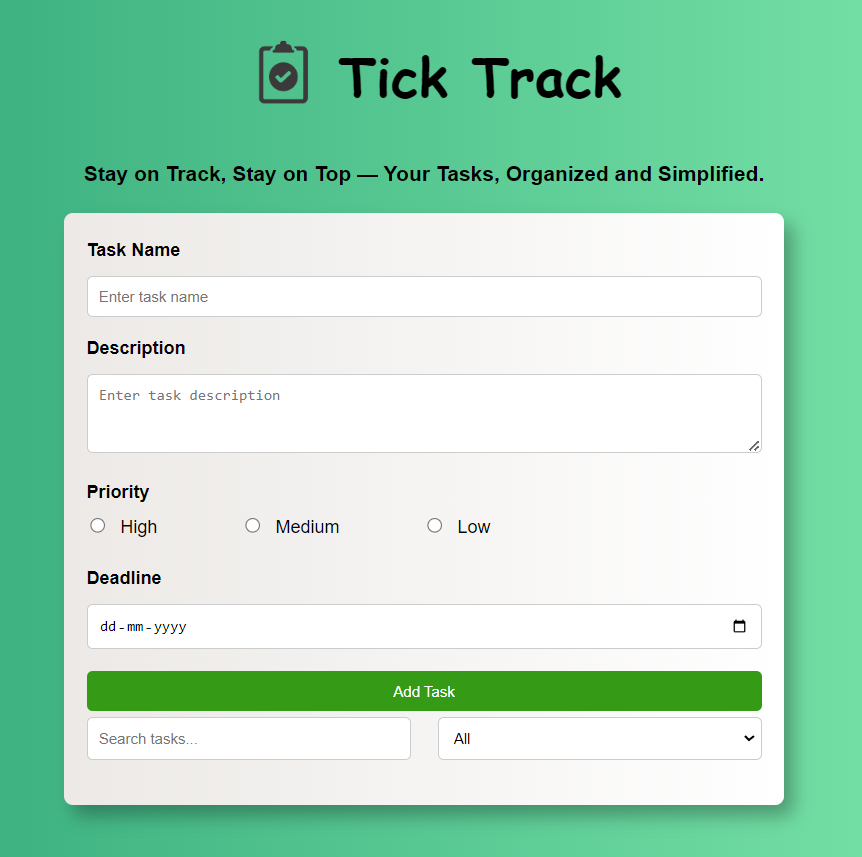 Tick Track
Stay on Track, Stay on Top — Your Tasks, Organized and Simplified.
Task Name
Enter task name
Description
Enter task description
Priority
High Medium Low
Deadline
dd-mm-yyyy
Add Task
Search tasks... All